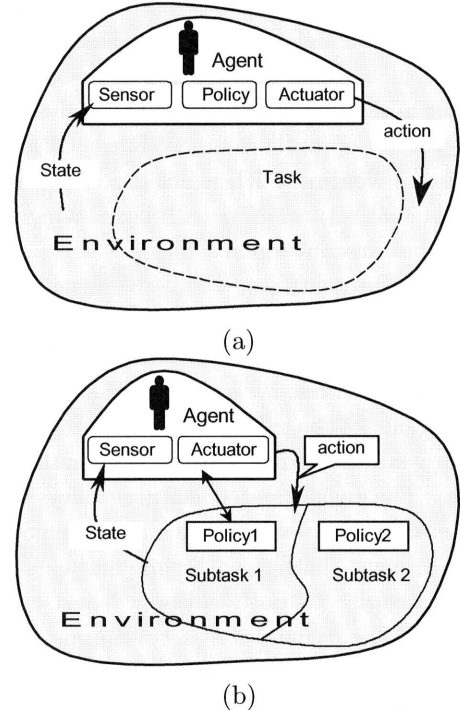 Agent
Sensor Policy Actuator
action
State
Task
Environment
(a)
Agent
Sensor Actuator
action
State
Policy1 Policy2
Subtask 1 Subtask 2
Environment
(b)